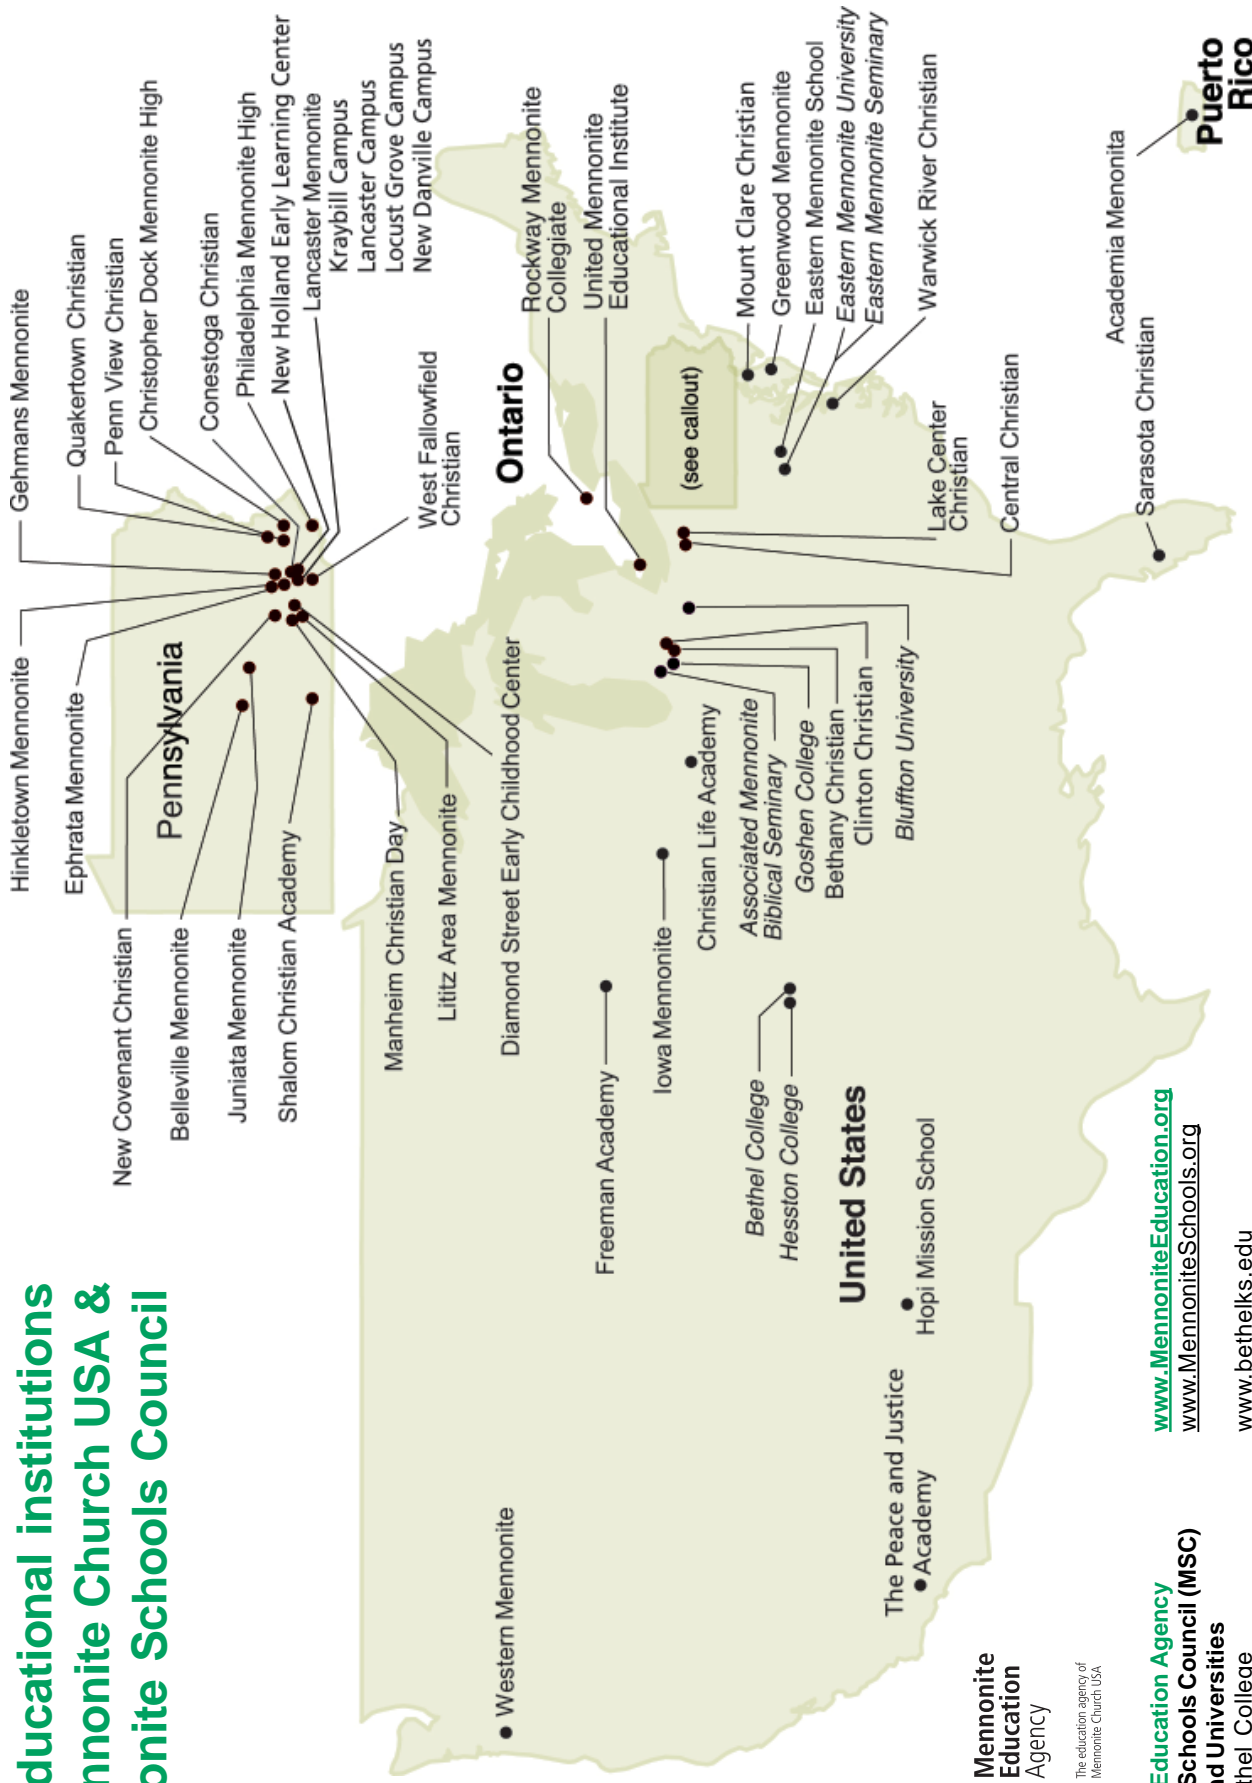 ducational institutions
nnonite Church USA &
onite Schools Council
Hinkletown Mennonite
Gehmans Mennonite
Ephrata Mennonite
Quakertown Christian
Penn View Christian
Christopher Dock Mennonite High
Conestoga Christian
Philadelphia Mennonite High
New Holland Early Learning Center
Lancaster Mennonite
Kraybill Campus
Lancaster Campus
Locust Grove Campus
New Danville Campus
New Covenant Christian
Pennsylvania
Belleville Mennonite
Juniata Mennonite
Shalom Christian Academy
West Fallowfield
Christian
Manheim Christian Day
Lititz Area Mennonite
Diamond Street Early Childhood Center
Ontario
Rockway Mennonite
Collegiate
United Mennonite
Educational Institute
Western Mennonite
Freeman Academy
Iowa Mennonite
Christian Life Academy
(see callout)
Associated Mennonite
Biblical Seminary
Goshen College
Bethany Christian
Clinton Christian
Bluffton University
Mount Clare Christian
Greenwood Mennonite
Eastern Mennonite School
Eastern Mennonite University
Eastern Mennonite Seminary
Warwick River Christian
Bethel College
Hesston College
United States
Lake Center
Christian
Central Christian
The Peace and Justice
Academy
Hopi Mission School
Academia Menonita
Sarasota Christian
Puerto
Rico
Mennonite
Education
Agency
The education agency of
Mennonite Church USA
Education Agency
www.MennoniteEducation.org
Schools Council (MSC)
www.MennoniteSchools.org
nd Universities
thel College
www.bethelks.edu